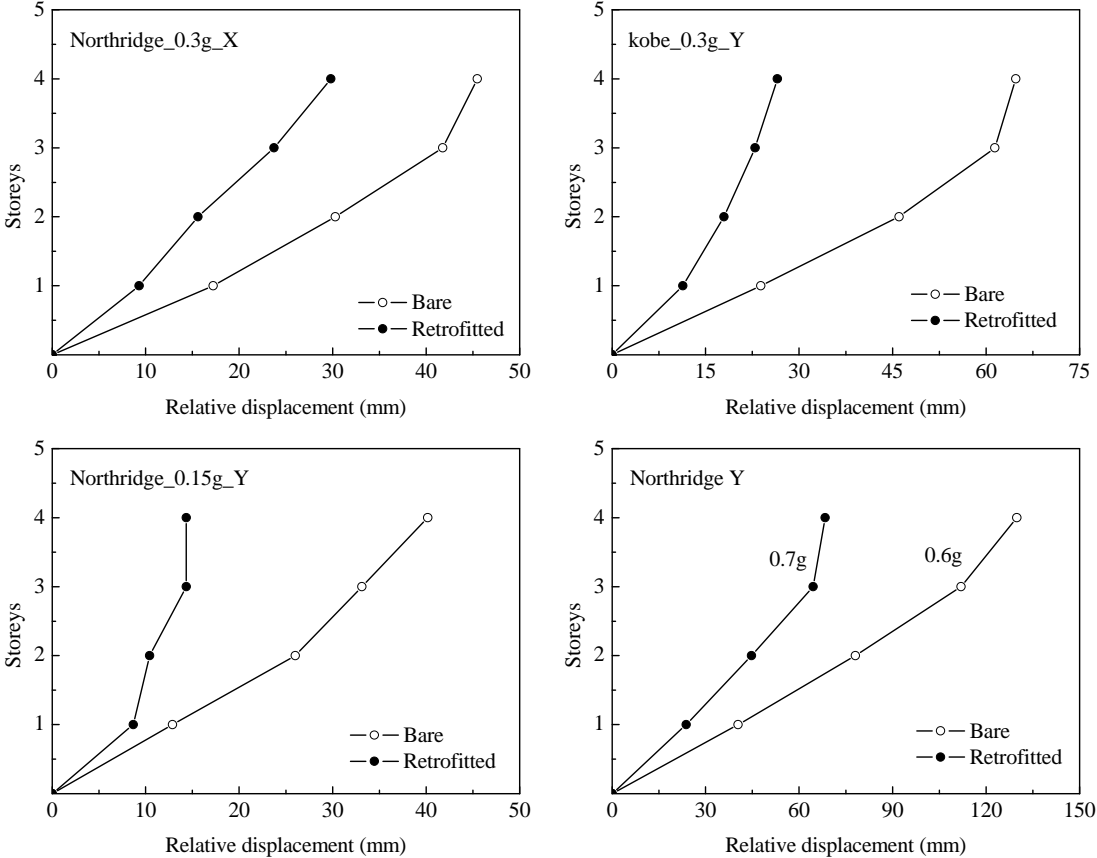 5
4
3
2
1
Storeys
Northridge_0.3g_X
Bare
Retrofitted
0 10 20 30 40 50
Relative displacement (mm)
5
4
3
2
1
Storeys
kobe_0.3g_Y
Bare
Retrofitted
0 15 30 45 60 75
Relative displacement (mm)
5
4
3
2
1
Storeys
Northridge_0.15g_Y
Bare
Retrofitted
0 10 20 30 40 50
Relative displacement (mm)
5
4
3
2
1
Storeys
Northridge Y
0.7g 0.6g
Bare
Retrofitted
0 30 60 90 120 150
Relative displacement (mm)